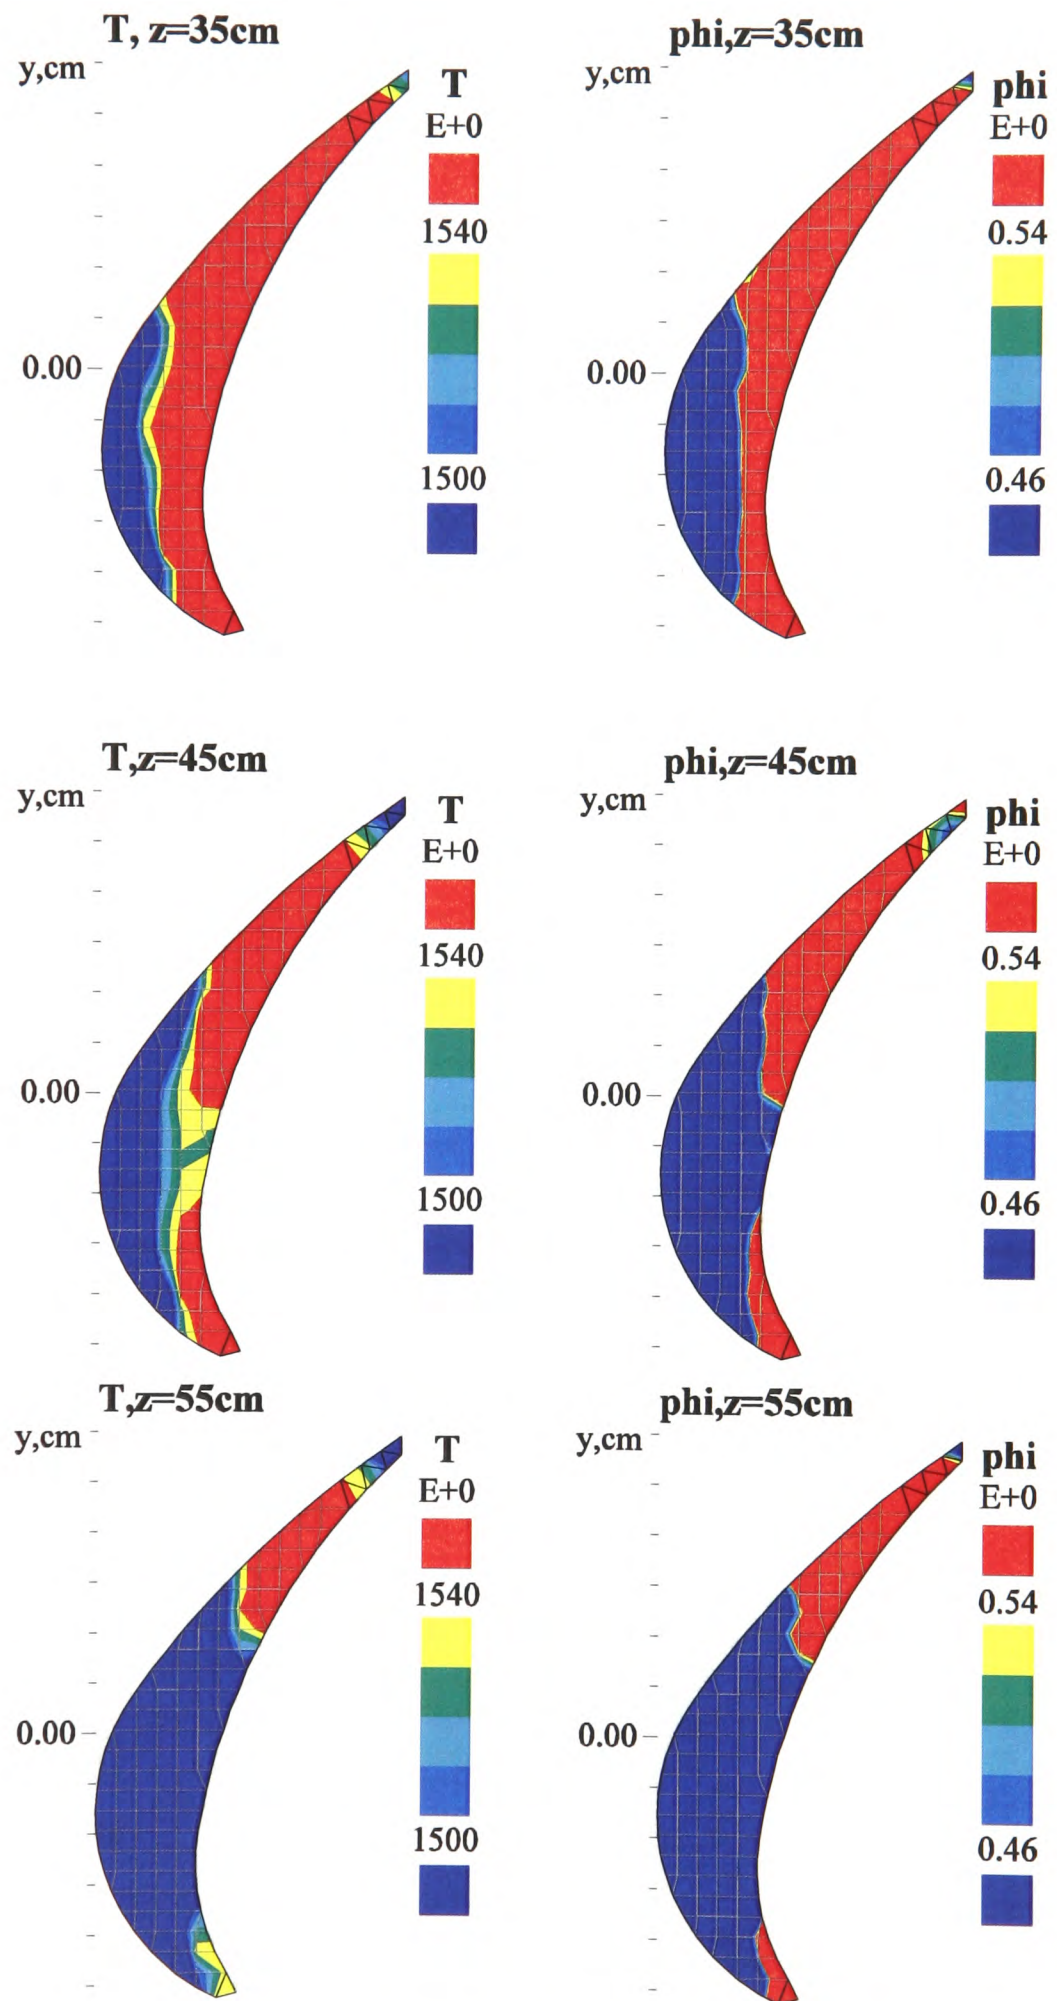 T, z=35cm
y,cm
T
E+0
1540
0.00
1500
phi,z=35cm
y,cm
phi
E+0
0.54
0.00
0.46
T,z=45cm
y,cm
T
E+0
1540
0.00
1500
phi,z=45cm
y,cm
phi
E+0
0.54
0.00
0.46
T,z=55cm
y,cm
T
E+0
1540
0.00
1500
phi,z=55cm
y,cm
phi
E+0
0.54
0.00
0.46